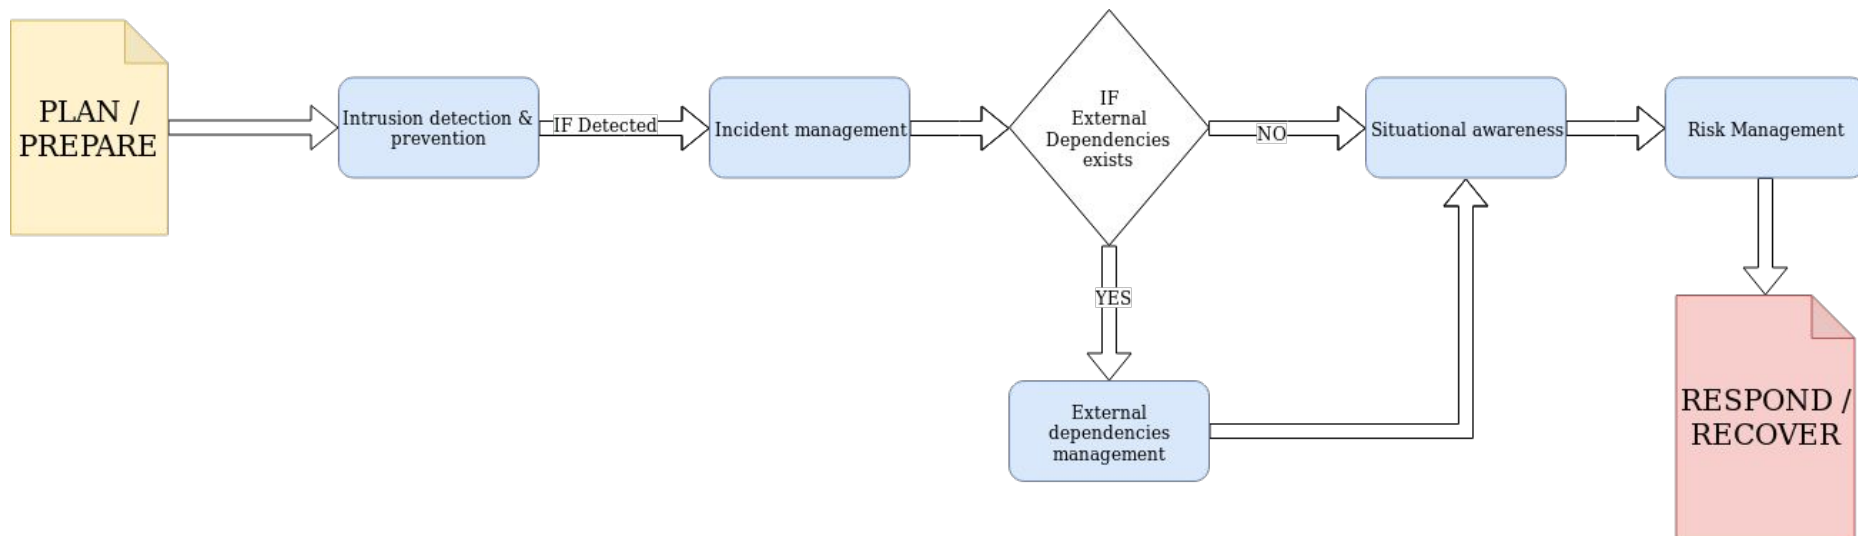 PLAN /
PREPARE
Intrusion detection &
prevention
IF Detected
Incident management
IF
External
Dependencies
exists
NO
Situational awareness
Risk Management
YES
External
dependencies
management
RESPOND /
RECOVER